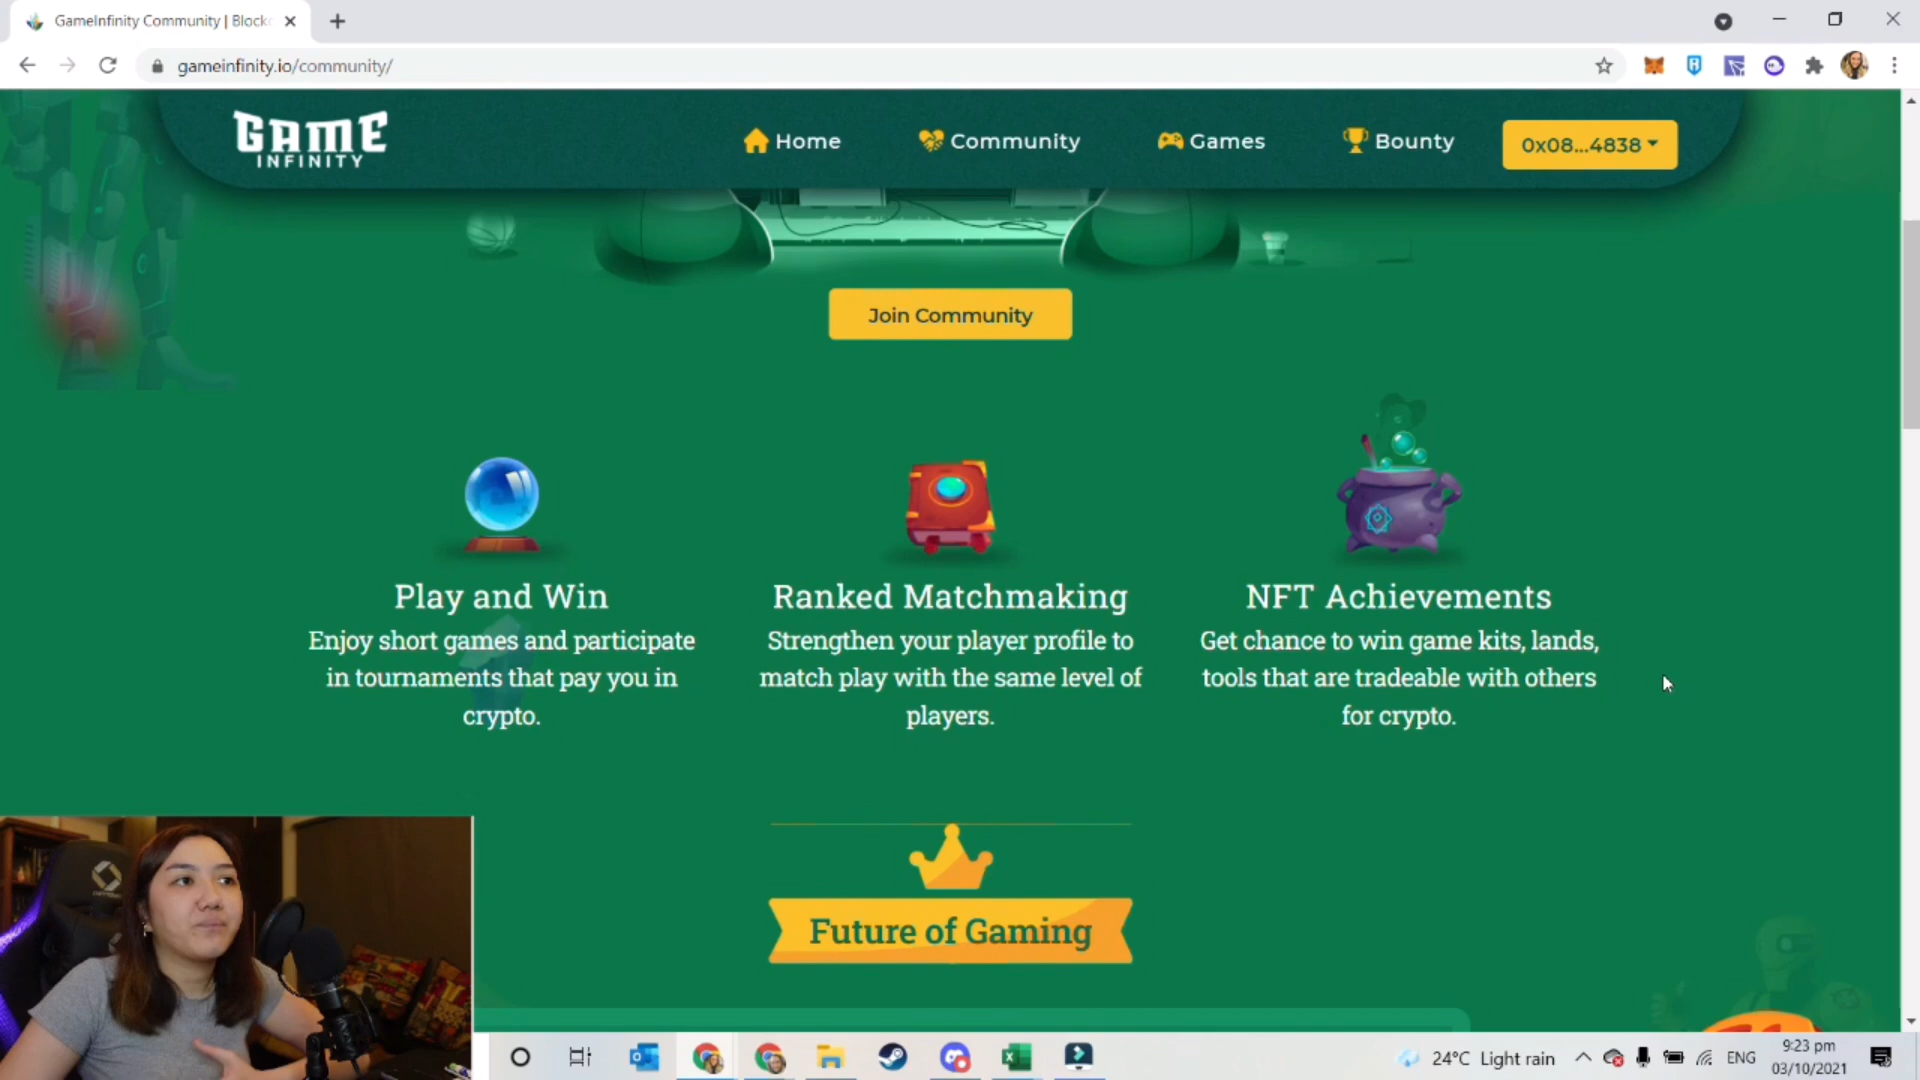 GameInfinity Community | Block
gameinfinity.io/community/
GAME
INFINITY
Home
Community
Games
Bounty
0x08...4838
Join Community
Play and Win
Enjoy short games and participate
in tournaments that pay you in
crypto.
Ranked Matchmaking
Strengthen your player profile to
match play with the same level of
players.
NFT Achievements
Get chance to win game kits, lands,
tools that are tradeable with others
for crypto.
Future of Gaming
24°C Light rain
ENG
9:23 pm
03/10/2021